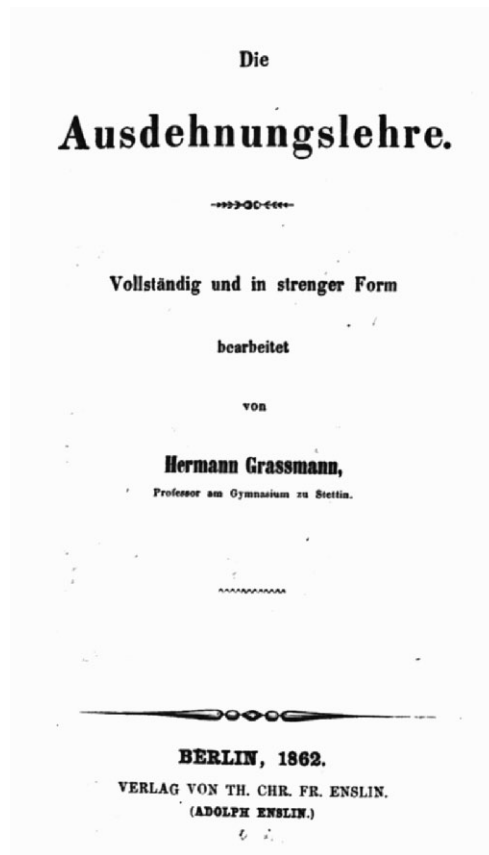 Die
Ausdehnungslehre.
Vollständig und in strenger Form
bearbeitet
von
Hermann Grassmann,
Professor am Gymnasium zu Stettin.
BERLIN, 1862.
VERLAG VON TH. CHR. FR. ENSLIN.
(ADOLPH ENSLIN.)